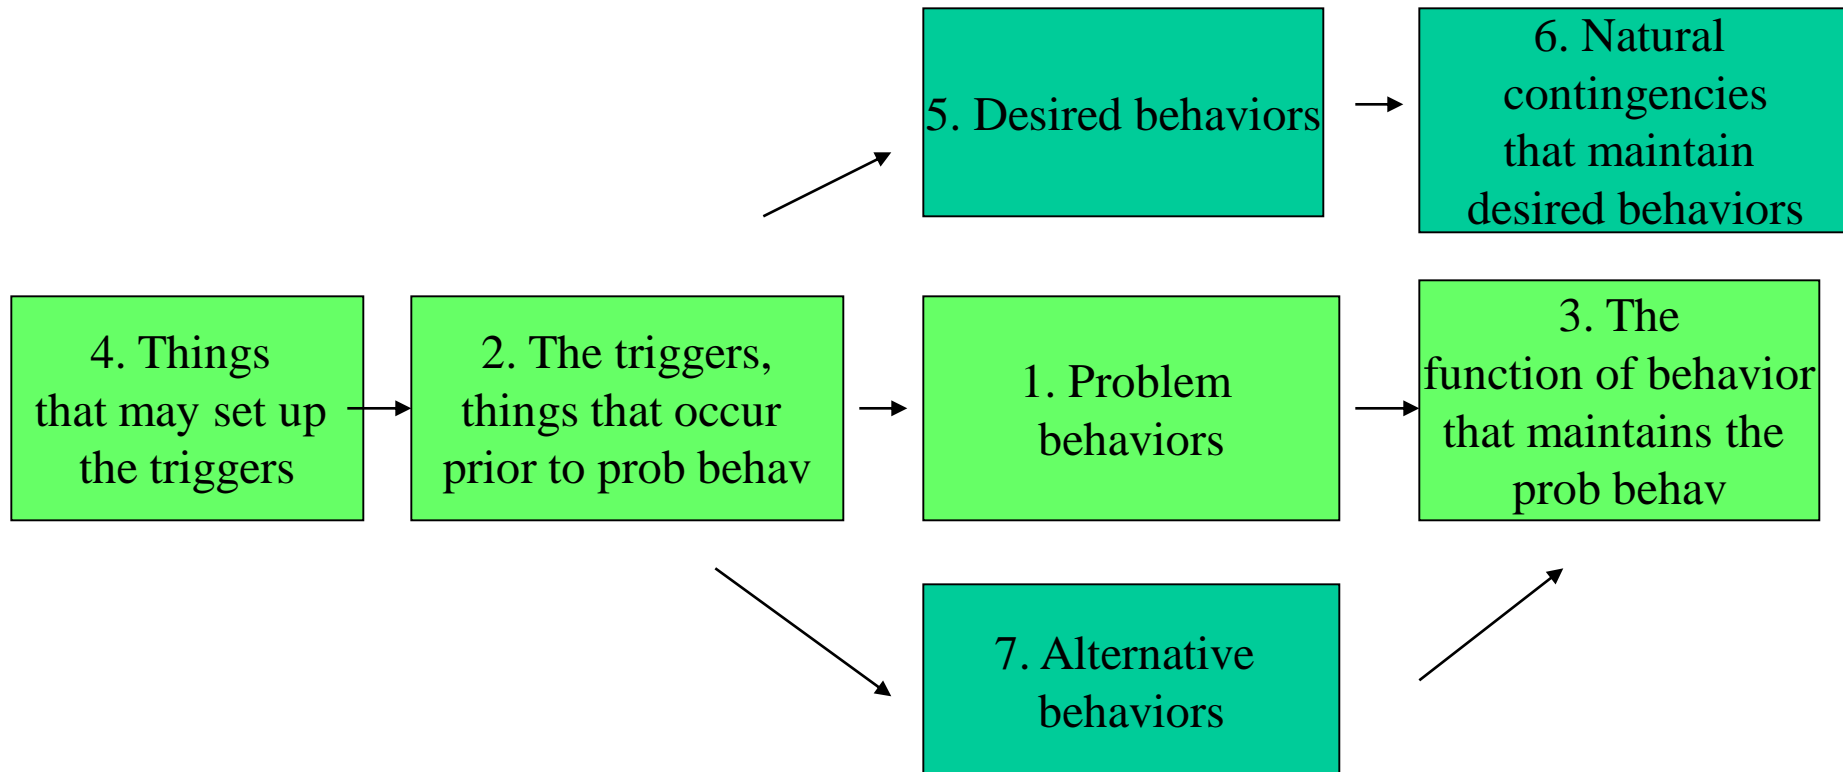 5. Desired behaviors
6. Natural
contingencies
that maintain
desired behaviors
4. Things
that may set up
the triggers
2. The triggers,
things that occur
prior to prob behav
1. Problem
behaviors
3. The
function of behavior
that maintains the
prob behav
7. Alternative
behaviors